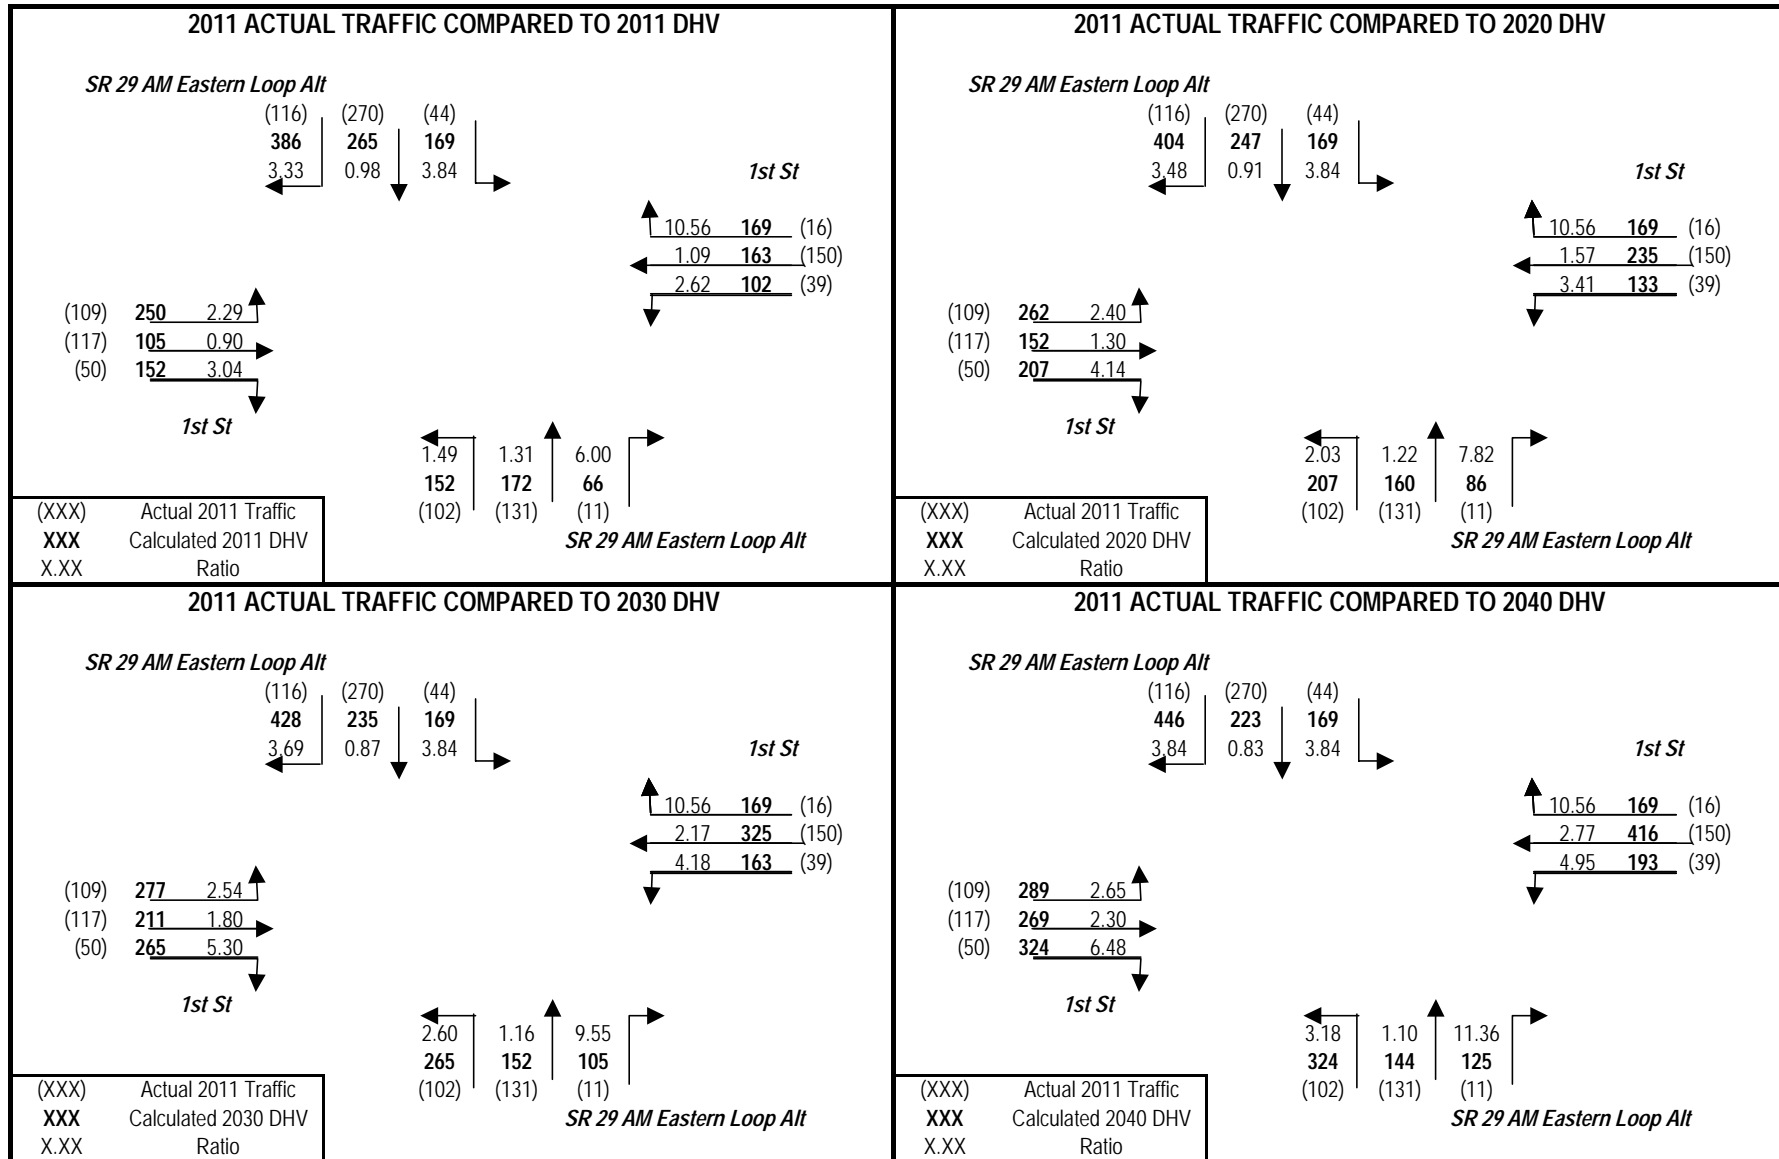 2011 ACTUAL TRAFFIC COMPARED TO 2011 DHV
SR 29 AM Eastern Loop Alt
(116) (270) (44)
386 265 169
3.33 0.98 3.84
1st St
10.56 169 (16)
1.09 163 (150)
2.62 102 (39)
(109) 250 2.29
(117) 105 0.90
(50) 152 3.04
1st St
1.49 1.31 6.00
152 172 66
(102) (131) (11)
SR 29 AM Eastern Loop Alt
(XXX) Actual 2011 Traffic
XXX Calculated 2011 DHV
X.XX Ratio
2011 ACTUAL TRAFFIC COMPARED TO 2020 DHV
SR 29 AM Eastern Loop Alt
(116) (270) (44)
404 247 169
3.48 0.91 3.84
1st St
10.56 169 (16)
1.57 235 (150)
3.41 133 (39)
(109) 262 2.40
(117) 152 1.30
(50) 207 4.14
1st St
2.03 1.22 7.82
207 160 86
(102) (131) (11)
SR 29 AM Eastern Loop Alt
(XXX) Actual 2011 Traffic
XXX Calculated 2020 DHV
X.XX Ratio
2011 ACTUAL TRAFFIC COMPARED TO 2030 DHV
SR 29 AM Eastern Loop Alt
(116) (270) (44)
428 235 169
3.69 0.87 3.84
1st St
10.56 169 (16)
2.17 325 (150)
4.18 163 (39)
(109) 277 2.54
(117) 211 1.80
(50) 265 5.30
1st St
2.60 1.16 9.55
265 152 105
(102) (131) (11)
SR 29 AM Eastern Loop Alt
(XXX) Actual 2011 Traffic
XXX Calculated 2030 DHV
X.XX Ratio
2011 ACTUAL TRAFFIC COMPARED TO 2040 DHV
SR 29 AM Eastern Loop Alt
(116) (270) (44)
446 223 169
3.84 0.83 3.84
1st St
10.56 169 (16)
2.77 416 (150)
4.95 193 (39)
(109) 289 2.65
(117) 269 2.30
(50) 324 6.48
1st St
3.18 1.10 11.36
324 144 125
(102) (131) (11)
SR 29 AM Eastern Loop Alt
(XXX) Actual 2011 Traffic
XXX Calculated 2040 DHV
X.XX Ratio